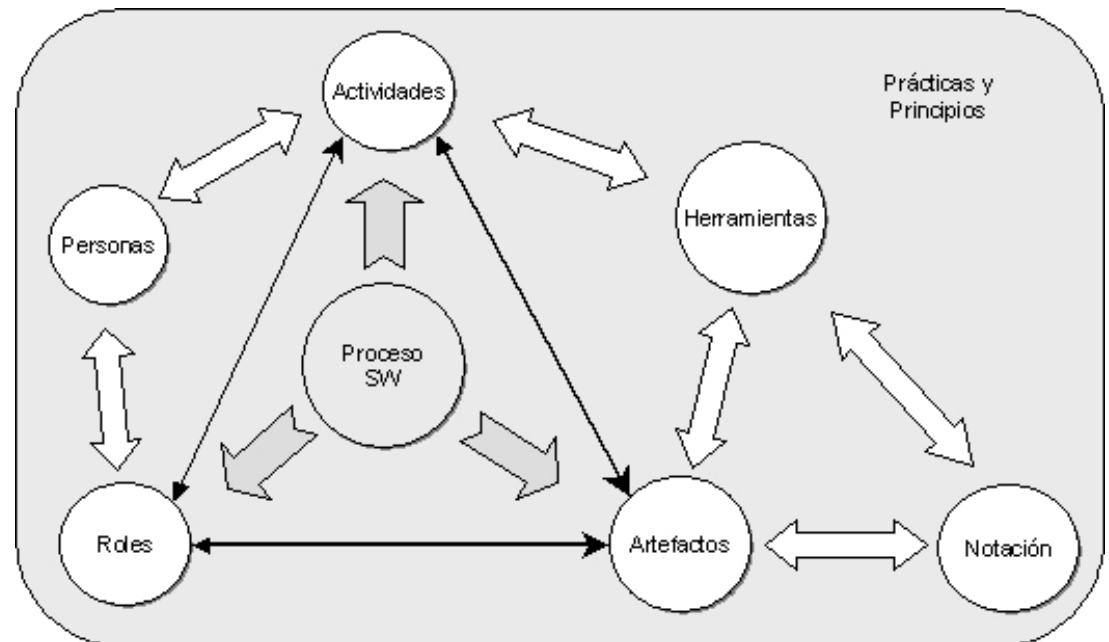 Actividades
Prácticas y
Principios
Herramientas
Personas
Proceso
SW
Roles
Artefactos
Notación